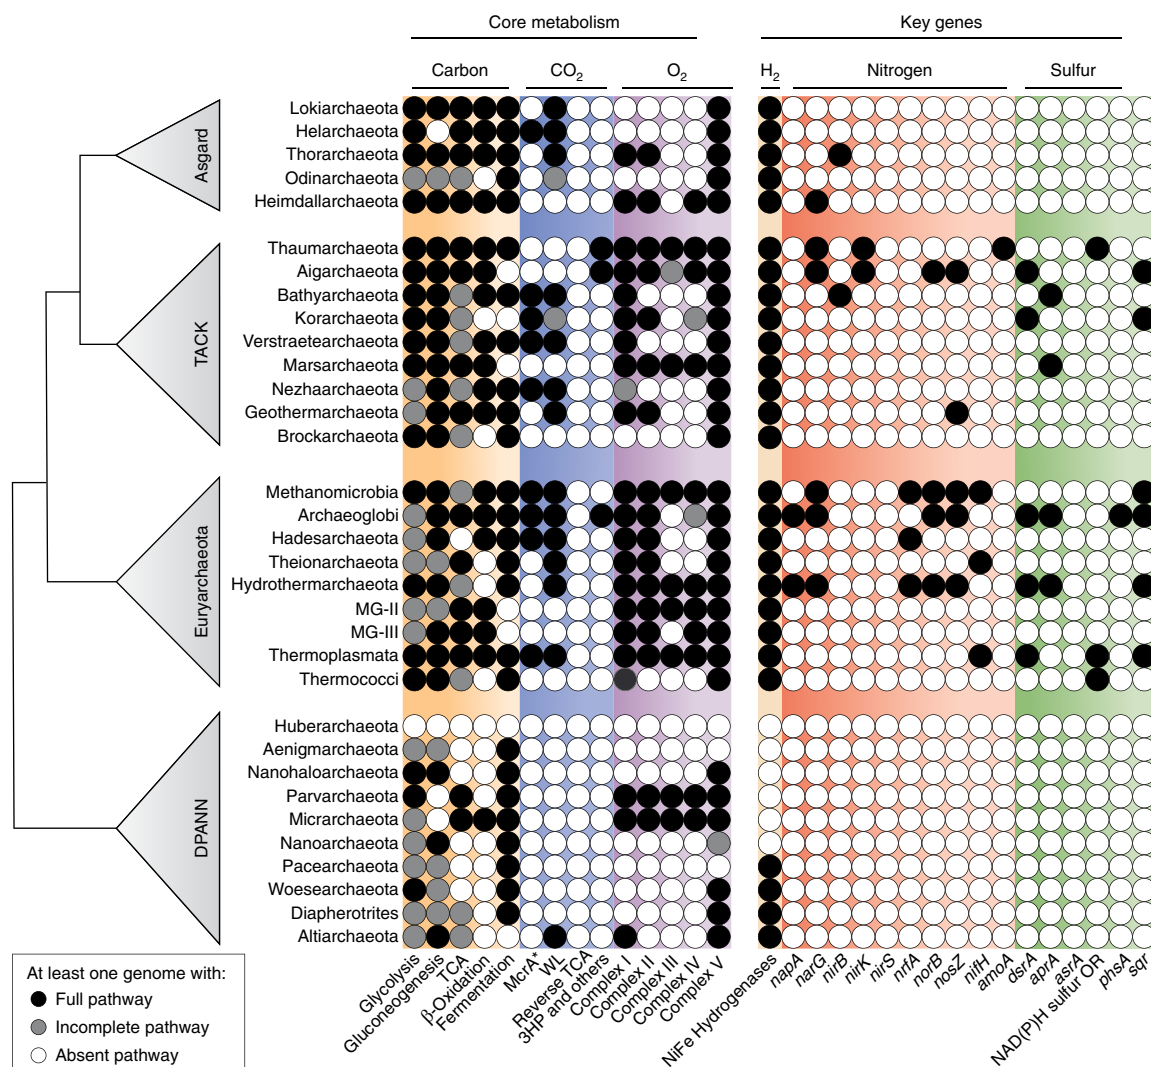 Core metabolism
Key genes
Carbon
CO2
O2
H2
Nitrogen
Sulfur
Asgard
Lokiarchaeota
Helarchaeota
Thorarchaeota
Odinarchaeota
Heimdallarchaeota
TACK
Thaumarchaeota
Aigarchaeota
Bathyarchaeota
Korarchaeota
Verstraetearchaeota
Marsarchaeota
Nezhaarchaeota
Geothermarchaeota
Brockarchaeota
Euryarchaeota
Methanomicrobia
Archaeoglobi
Hadesarchaeota
Theionarchaeota
Hydrothermarchaeota
MG-II
MG-III
Thermoplasmata
Thermococci
DPANN
Huberarchaeota
Aenigmarchaeota
Nanohaloarchaeota
Parvarchaeota
Micrarchaeota
Nanoarchaeota
Pacearchaeota
Woesearchaeota
Diapherotrites
Altiarchaeota
Glycolysis
Gluconeogenesis
TCA
β-Oxidation
Fermentation
McrA*
WL
Reverse TCA
3HP and others
Complex I
Complex II
Complex III
Complex IV
Complex V
NiFe Hydrogenases
napA
narG
nirB
nirK
nirS
nrfA
norB
nosZ
nifH
amoA
dsrA
aprA
asrA
NAD(P)H sulfur OR
phsA
sqr
At least one genome with:
Full pathway
Incomplete pathway
Absent pathway